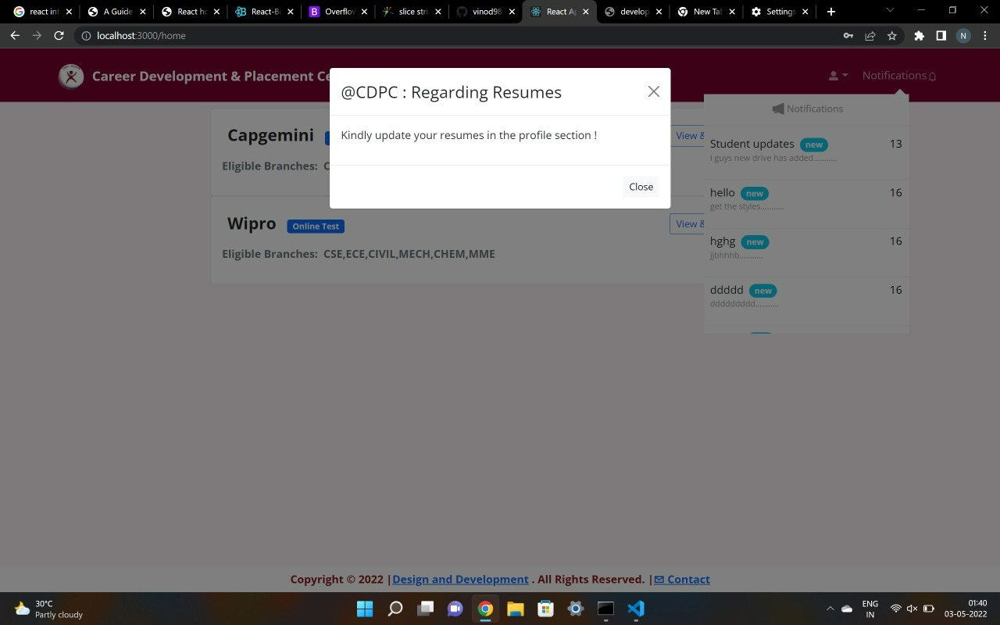 react int
A Guide
React ho
React-Bo
Overflow
slice stri
vinod98
React Ap
develop
New Tab
Settings
localhost:3000/home
N
Career Development & Placement Ce
Notifications
@CDPC : Regarding Resumes
Kindly update your resumes in the profile section !
Close
Notifications
Student updates new 13
I guys new drive has added...........
hello new 16
get the styles...........
hghg new 16
jjbhhhb...........
ddddd new 16
ddddddddd...........
Capgemini
View &
Eligible Branches: C
Wipro Online Test
View &
Eligible Branches: CSE,ECE,CIVIL,MECH,CHEM,MME
Copyright © 2022 |Design and Development . All Rights Reserved. | Contact
30°C
Partly cloudy
ENG
IN
01:40
03-05-2022